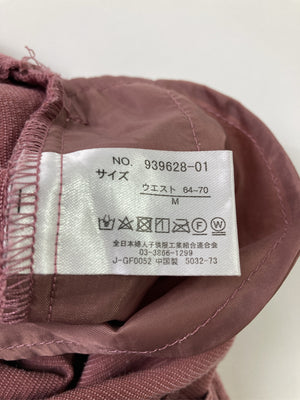 NO. 939628-01
サイズ
ウエスト 64-70
M
F W
全日本婦人子供服工業組合連合会
03-3866-1299
J-GF0052 中国製 5032-73